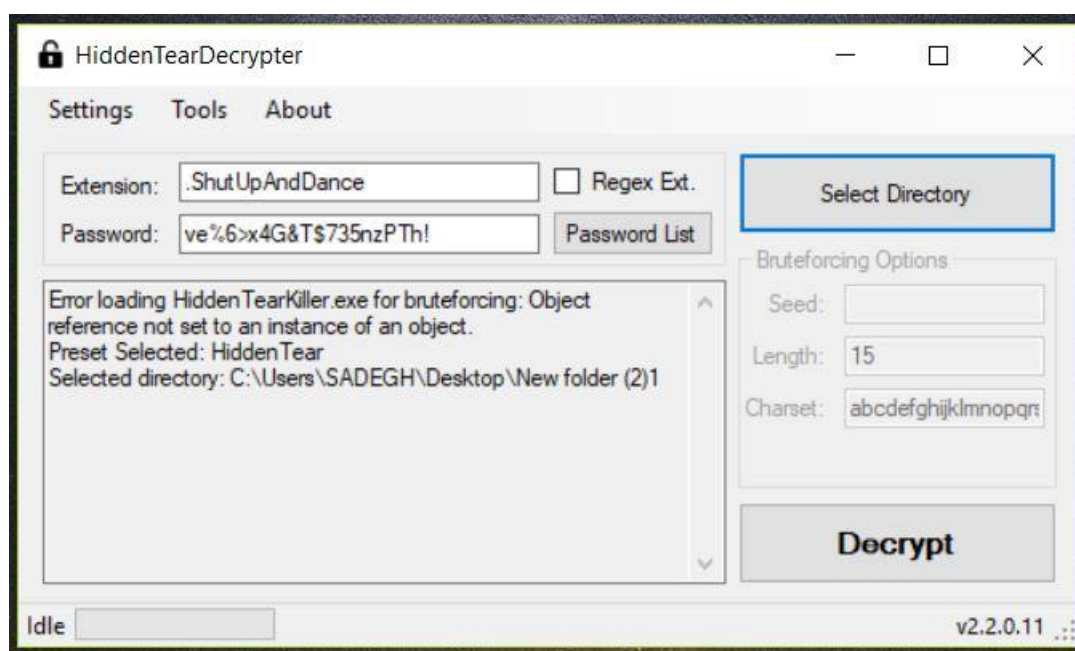 HiddenTearDecrypter
Settings Tools About
Extension: .ShutUpAndDance Regex Ext.
Password: ve%6>x4G&T$735nzPTh! Password List
Select Directory
Error loading HiddenTearKiller.exe for bruteforcing: Object
reference not set to an instance of an object.
Preset Selected: HiddenTear
Selected directory: C:\Users\SADEGH\Desktop\New folder (2)1
Bruteforcing Options
Seed:
Length: 15
Charset: abcdefghijklmnopqrs
Decrypt
Idle
v2.2.0.11